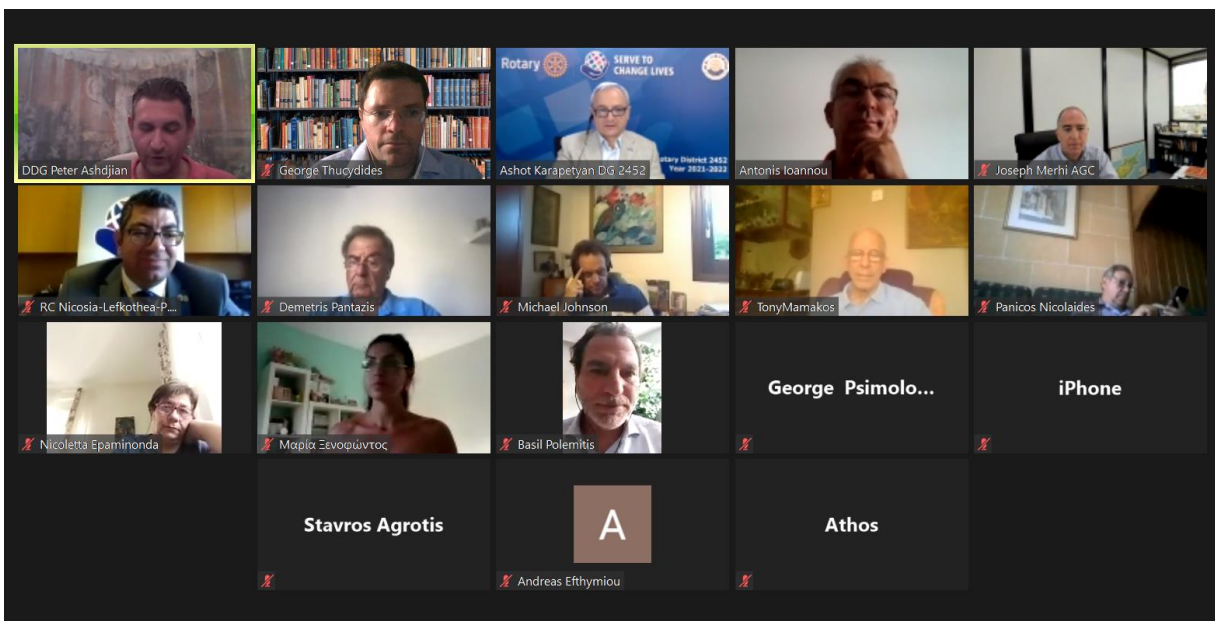 Rotary
SERVE TO
CHANGE LIVES
otary District 2452
Year 2021-2022
DDG Peter Ashdjian
George Thucydides
Ashot Karapetyan DG 2452
Antonis Ioannou
Joseph Merhi AGC
RC Nicosia-Lefkothea-P....
Demetris Pantazis
Michael Johnson
TonyMamakos
Panicos Nicolaides
Nicoletta Epaminonda
Μαρία Ξενοφώντος
Basil Polemitis
George Psimolo...
iPhone
Stavros Agrotis
A
Andreas Efthymiou
Athos